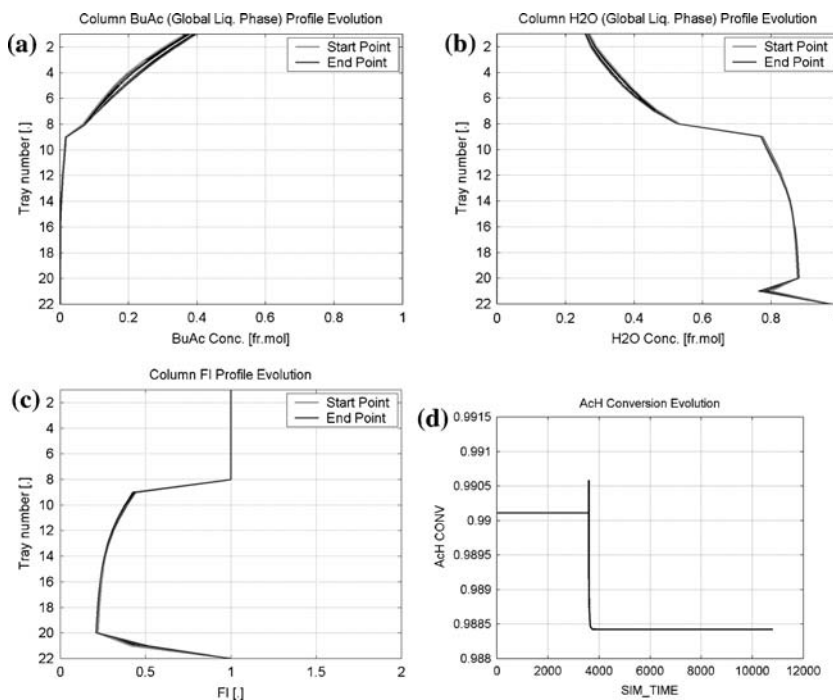 Column BuAc (Global Liq. Phase) Profile Evolution
(a)
Start Point
End Point
2
4
6
8
10
12
14
16
18
20
22
Tray number [.]
0
0.2
0.4
0.6
0.8
1
BuAc Conc. [fr.mol]
Column H2O (Global Liq. Phase) Profile Evolution
(b)
Start Point
End Point
2
4
6
8
10
12
14
16
18
20
22
Tray number [.]
0
0.2
0.4
0.6
0.8
H2O Conc. [fr.mol]
Column FI Profile Evolution
(c)
Start Point
End Point
2
4
6
8
10
12
14
16
18
20
22
Tray number [.]
0
0.5
1
1.5
2
FI [.]
(d)
AcH Conversion Evolution
0.9915
0.991
0.9905
0.99
0.9895
0.989
0.9885
0.988
AcH CONV
0
2000
4000
6000
8000
10000
12000
SIM_TIME